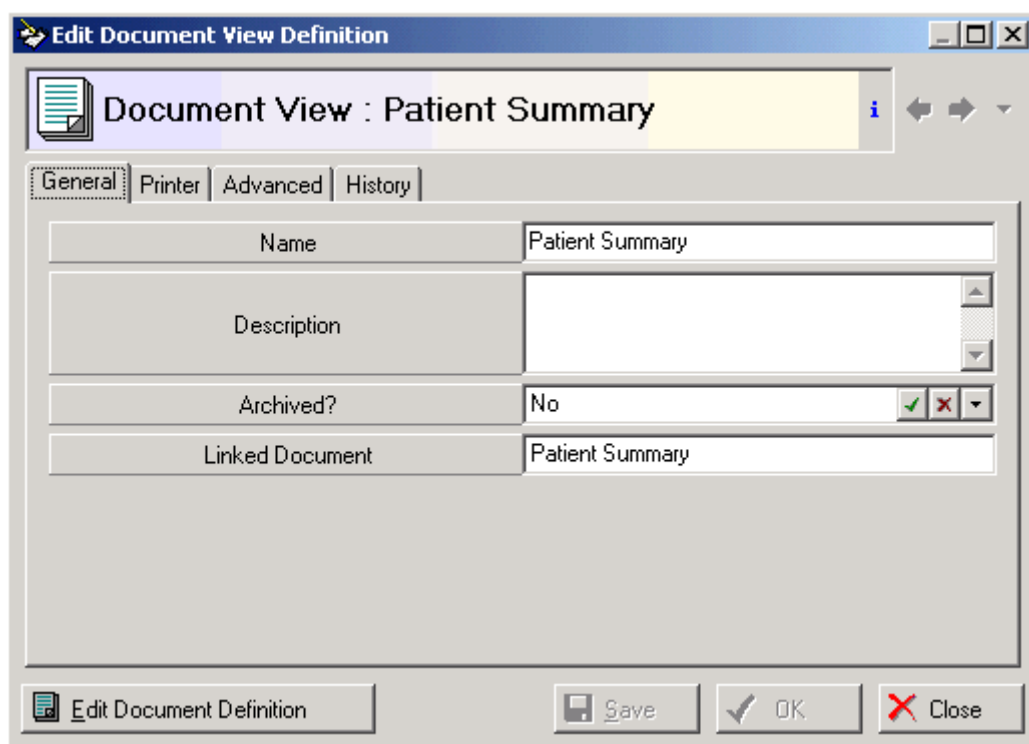 Edit Document View Definition
Document View : Patient Summary
i
General Printer Advanced History
Name Patient Summary
Description
Archived? No
Linked Document Patient Summary
Edit Document Definition Save OK Close